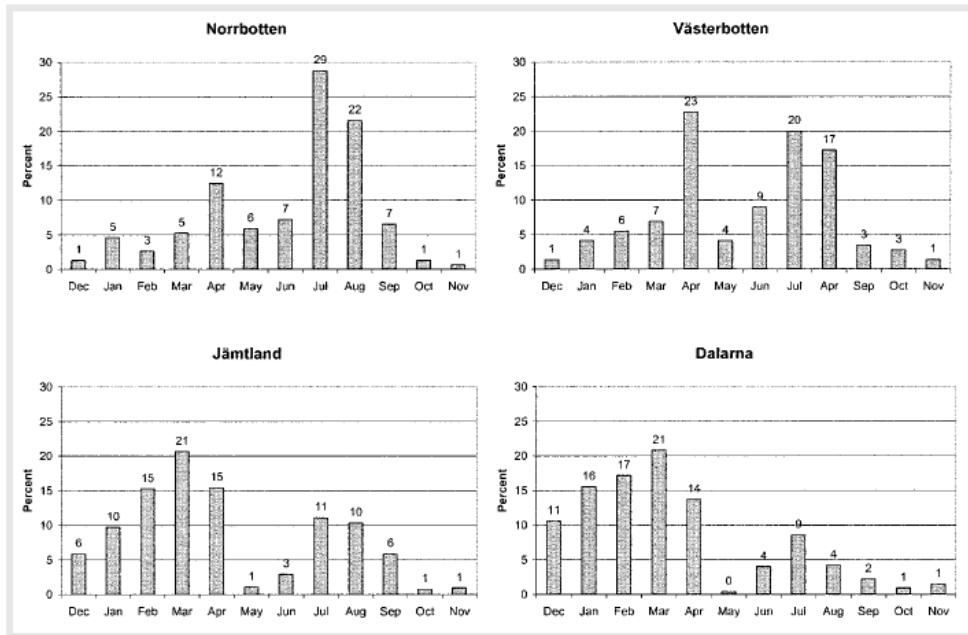 Norrbotten
30
25
20
15
10
5
0
Percent
1 5 3 5 12 6 7 29 22 7 1 1
Dec Jan Feb Mar Apr May Jun Jul Aug Sep Oct Nov
Västerbotten
30
25
20
15
10
5
0
Percent
1 4 6 7 23 4 9 20 17 3 3 1
Dec Jan Feb Mar Apr May Jun Jul Apr Sep Oct Nov
Jämtland
30
25
20
15
10
5
0
Percent
6 10 15 21 15 1 3 11 10 6 1 1
Dec Jan Feb Mar Apr May Jun Jul Aug Sep Oct Nov
Dalarna
30
25
20
15
10
5
0
Percent
11 16 17 21 14 0 4 9 4 2 1 1
Dec Jan Feb Mar Apr May Jun Jul Aug Sep Oct Nov